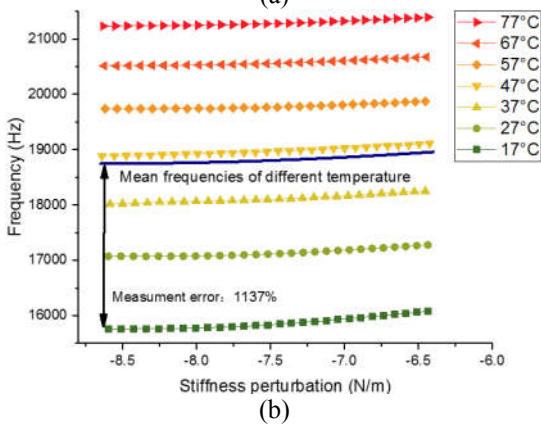 (a)
21000
20000
19000
18000
17000
16000
Frequency (Hz)
77°C
67°C
57°C
47°C
37°C
27°C
17°C
Mean frequencies of different temperature
Measument error: 1137%
-8.5
-8.0
-7.5
-7.0
-6.5
-6.0
Stiffness perturbation (N/m)
(b)